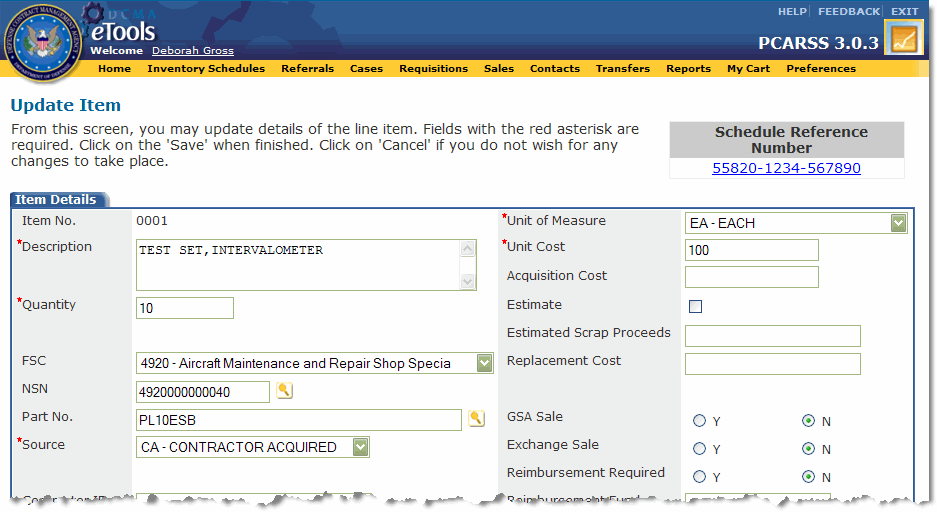 DCMA
HELP | FEEDBACK | EXIT
eTools
Welcome Deborah Gross
PCARSS 3.0.3
Home Inventory Schedules Referrals Cases Requisitions Sales Contacts Transfers Reports My Cart Preferences
Update Item
From this screen, you may update details of the line item. Fields with the red asterisk are
required. Click on the 'Save' when finished. Click on 'Cancel' if you do not wish for any
changes to take place.
Schedule Reference
Number
55820-1234-567890
Item Details
Item No. 0001
*Description TEST SET,INTERVALOMETER
*Quantity 10
FSC 4920 - Aircraft Maintenance and Repair Shop Specia
NSN 4920000000040
Part No. PL10ESB
*Source CA - CONTRACTOR ACQUIRED
*Unit of Measure EA - EACH
*Unit Cost 100
Acquisition Cost
Estimate
Estimated Scrap Proceeds
Replacement Cost
GSA Sale Y N
Exchange Sale Y N
Reimbursement Required Y N
Reimbursement Fund